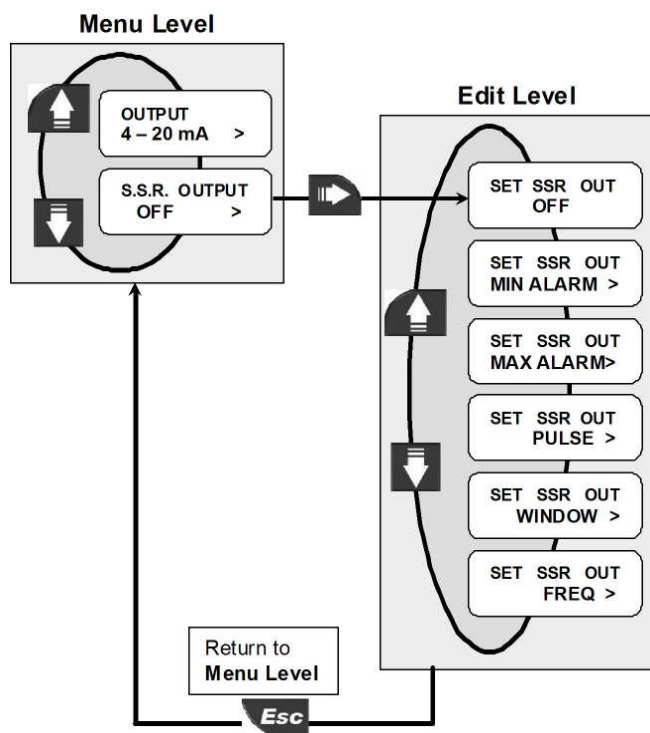 Menu Level
OUTPUT
4 – 20 mA >
S.S.R. OUTPUT
OFF >
Edit Level
SET SSR OUT
OFF
SET SSR OUT
MIN ALARM >
SET SSR OUT
MAX ALARM>
SET SSR OUT
PULSE >
SET SSR OUT
WINDOW >
SET SSR OUT
FREQ >
Return to
Menu Level
Esc